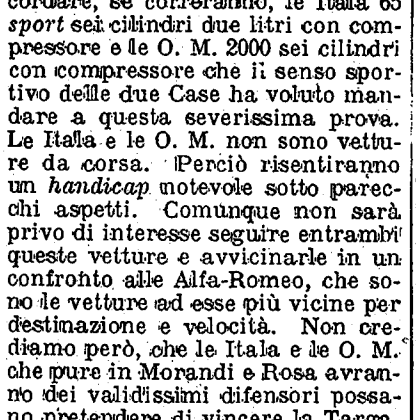 cordare, se correranno, le Itala 65
sport sei cilindri due litri con com-
pressore e le O. M. 2000 sei cilindri
con compressore che il senso spor-
tivo delle due Case ha voluto man-
dare a questa severissima prova.
Le Itala e le O. M. non sono vettu-
re da corsa. Perciò risentiranno
un handicap notevole sotto parec-
chi aspetti. Comunque non sarà
privo di interesse seguire entrambi
queste vetture e avvicinarle in un
confronto alle Alfa-Romeo, che so-
no le vetture ad esse più vicine per
destinazione e velocità. Non cre-
diamo però, che le Itala e le O. M.
che pure in Morandi e Rosa avran-
no dei validissimi difensori possa-
no pretendere di vincere la Targa